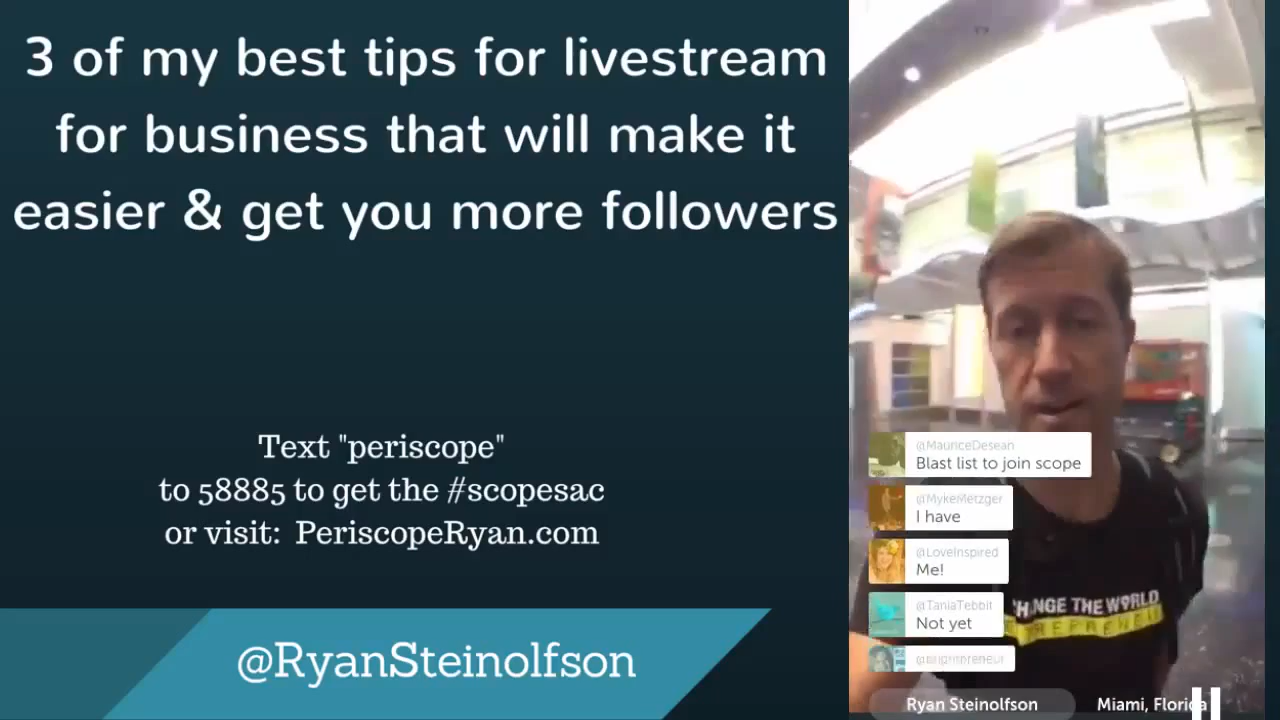 3 of my best tips for livestream
for business that will make it
easier & get you more followers
Text "periscope"
to 58885 to get the #scopesac
or visit: PeriscopeRyan.com
@RyanSteinolfson
@MauriceDesean
Blast list to join scope
@MykeMetzger
I have
@LoveInspired
Me!
@TaniaTebbit
Not yet
CHANGE THE WORLD
Ryan Steinolfson
Miami, Florida